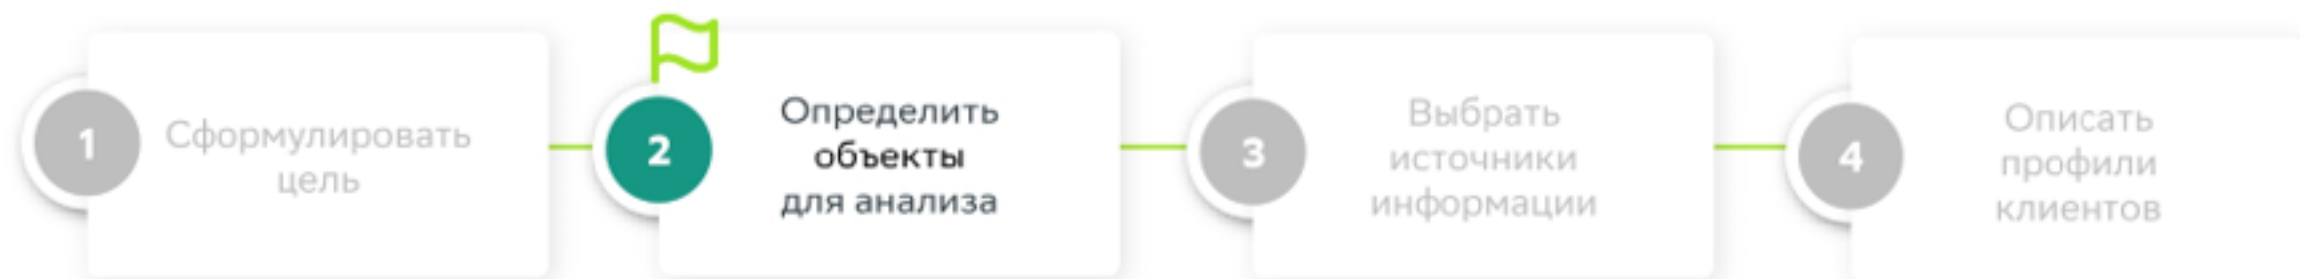 1
Сформулировать
цель
2
Определить
объекты
для анализа
3
Выбрать
источники
информации
4
Описать
профили
клиентов